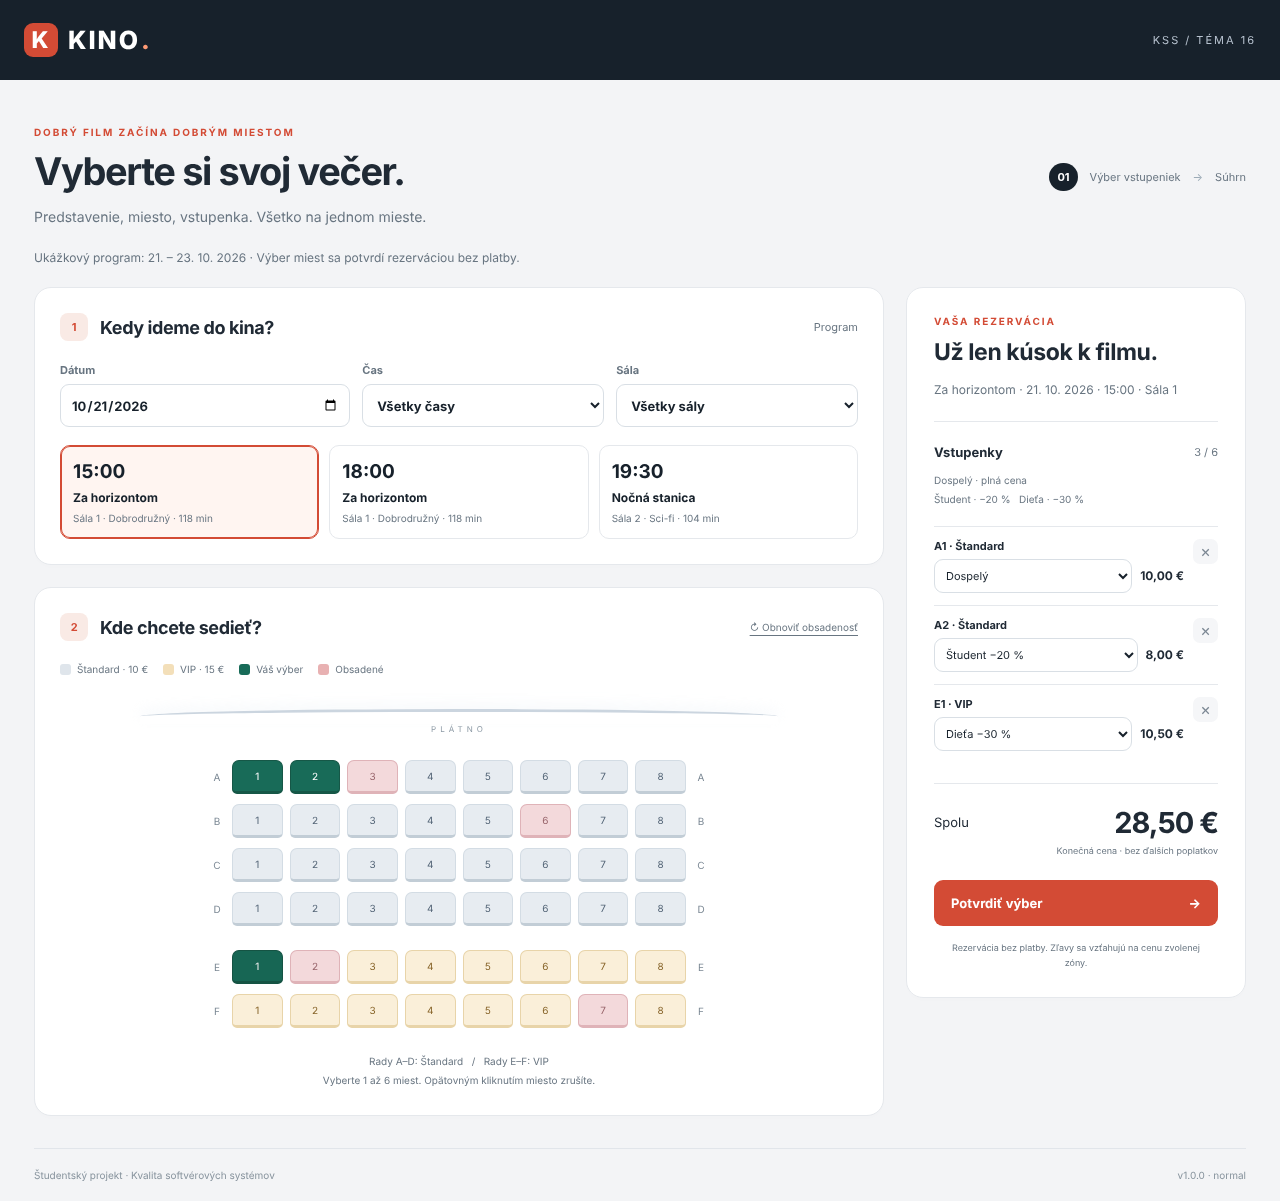 K KINO.
KSS / TÉMA 16
DOBRÝ FILM ZAČÍNA DOBRÝM MIESTOM
Vyberte si svoj večer.
Predstavenie, miesto, vstupenka. Všetko na jednom mieste.
01 Výber vstupeniek → Súhrn
Ukážkový program: 21. – 23. 10. 2026 · Výber miest sa potvrdí rezerváciou bez platby.
1 Kedy ideme do kina?
Program
Dátum Čas Sála
10/21/2026 Všetky časy Všetky sály
15:00
Za horizontom
Sála 1 · Dobrodružný · 118 min
18:00
Za horizontom
Sála 1 · Dobrodružný · 118 min
19:30
Nočná stanica
Sála 2 · Sci-fi · 104 min
2 Kde chcete sedieť?
↻ Obnoviť obsadenosť
Štandard · 10 € VIP · 15 € Váš výber Obsadené
PLÁTNO
A 1 2 3 4 5 6 7 8 A
B 1 2 3 4 5 6 7 8 B
C 1 2 3 4 5 6 7 8 C
D 1 2 3 4 5 6 7 8 D
E 1 2 3 4 5 6 7 8 E
F 1 2 3 4 5 6 7 8 F
Rady A–D: Štandard / Rady E–F: VIP
Vyberte 1 až 6 miest. Opätovným kliknutím miesto zrušíte.
VAŠA REZERVÁCIA
Už len kúsok k filmu.
Za horizontom · 21. 10. 2026 · 15:00 · Sála 1
Vstupenky 3 / 6
Dospelý · plná cena
Študent · −20 % Dieťa · −30 %
A1 · Štandard ×
Dospelý 10,00 €
A2 · Štandard ×
Študent −20 % 8,00 €
E1 · VIP ×
Dieťa −30 % 10,50 €
Spolu 28,50 €
Konečná cena · bez ďalších poplatkov
Potvrdiť výber →
Rezervácia bez platby. Zľavy sa vzťahujú na cenu zvolenej
zóny.
Študentský projekt · Kvalita softvérových systémov
v1.0.0 · normal